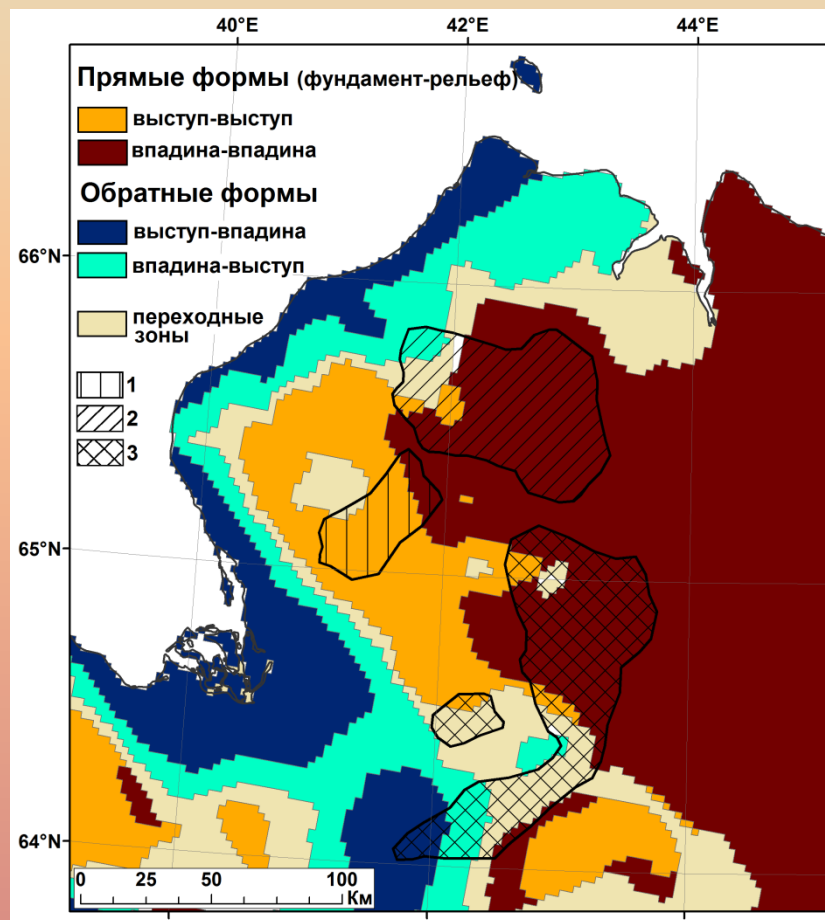 40°E 42°E 44°E
Прямые формы (фундамент-рельеф)
выступ-выступ
впадина-впадина
Обратные формы
выступ-впадина
впадина-выступ
переходные
зоны
1
2
3
66°N
65°N
64°N
0 25 50 100
Км